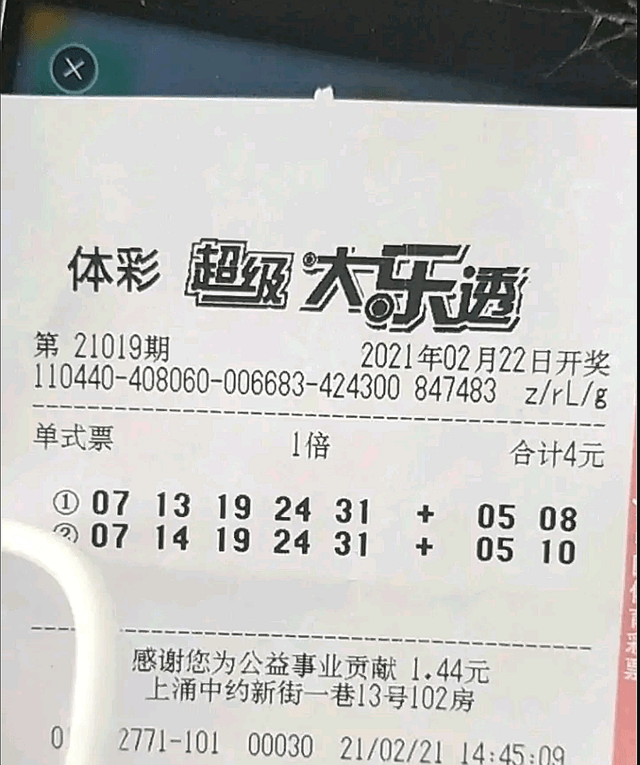 体彩 超级大乐透
第 21019期 2021年02月22日开奖
110440-408060-006683-424300 847483 z/rL/g
单式票 1倍 合计4元
① 07 13 19 24 31 + 05 08
② 07 14 19 24 31 + 05 10
感谢您为公益事业贡献 1.44元
上涌中约新街一巷13号102房
2771-101 00030 21/02/21 14:45:09